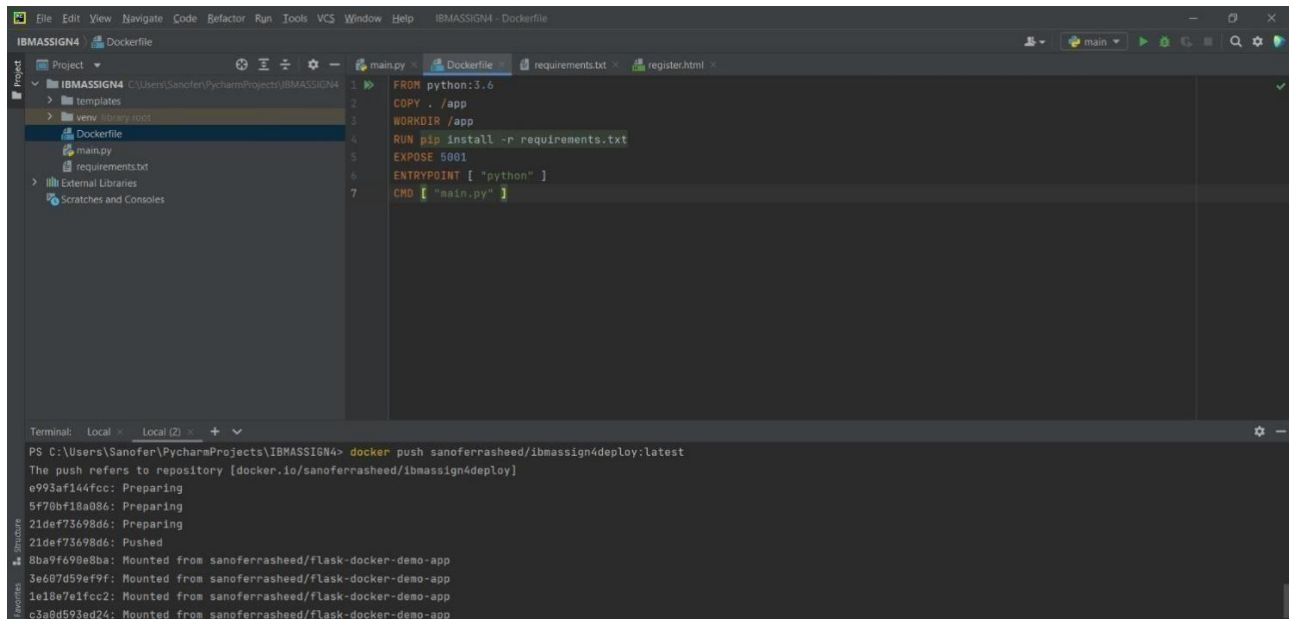 File Edit View Navigate Code Refactor Run Tools VCS Window Help IBMASSIGN4 - Dockerfile
IBMASSIGN4 Dockerfile
main
Project
main.py Dockerfile requirements.txt register.html
IBMASSIGN4 C:\Users\Sanofer\PycharmProjects\IBMASSIGN4
templates
venv library root
Dockerfile
main.py
requirements.txt
External Libraries
Scratches and Consoles
1 FROM python:3.6
2 COPY . /app
3 WORKDIR /app
4 RUN pip install -r requirements.txt
5 EXPOSE 5001
6 ENTRYPOINT [ "python" ]
7 CMD [ "main.py" ]
Project
Structure
Favorites
Terminal: Local Local (2)
PS C:\Users\Sanofer\PycharmProjects\IBMASSIGN4> docker push sanoferrasheed/ibmassign4deploy:latest
The push refers to repository [docker.io/sanoferrasheed/ibmassign4deploy]
e993af144fcc: Preparing
5f70bf18a086: Preparing
21def73698d6: Preparing
21def73698d6: Pushed
8ba9f690e8ba: Mounted from sanoferrasheed/flask-docker-demo-app
3e607d59ef9f: Mounted from sanoferrasheed/flask-docker-demo-app
1e18e7e1fcc2: Mounted from sanoferrasheed/flask-docker-demo-app
c3a0d593ed24: Mounted from sanoferrasheed/flask-docker-demo-app